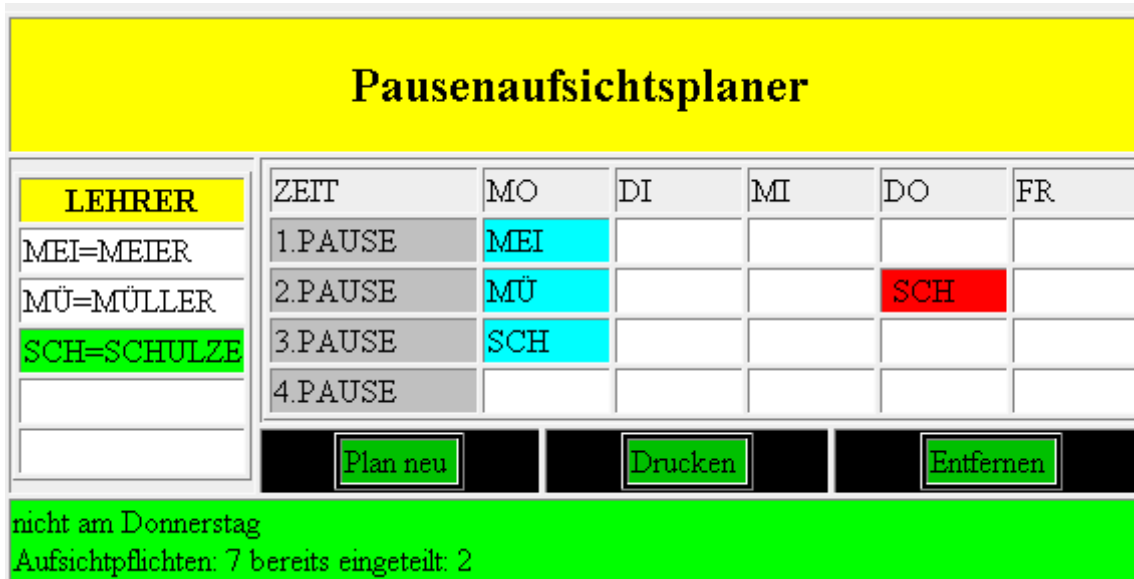 Pausenaufsichtsplaner
LEHRER
MEI=MEIER
MÜ=MÜLLER
SCH=SCHULZE
ZEIT MO DI MI DO FR
1.PAUSE MEI
2.PAUSE MÜ SCH
3.PAUSE SCH
4.PAUSE
Plan neu Drucken Entfernen
nicht am Donnerstag
Aufsichtpflichten: 7 bereits eingeteilt: 2